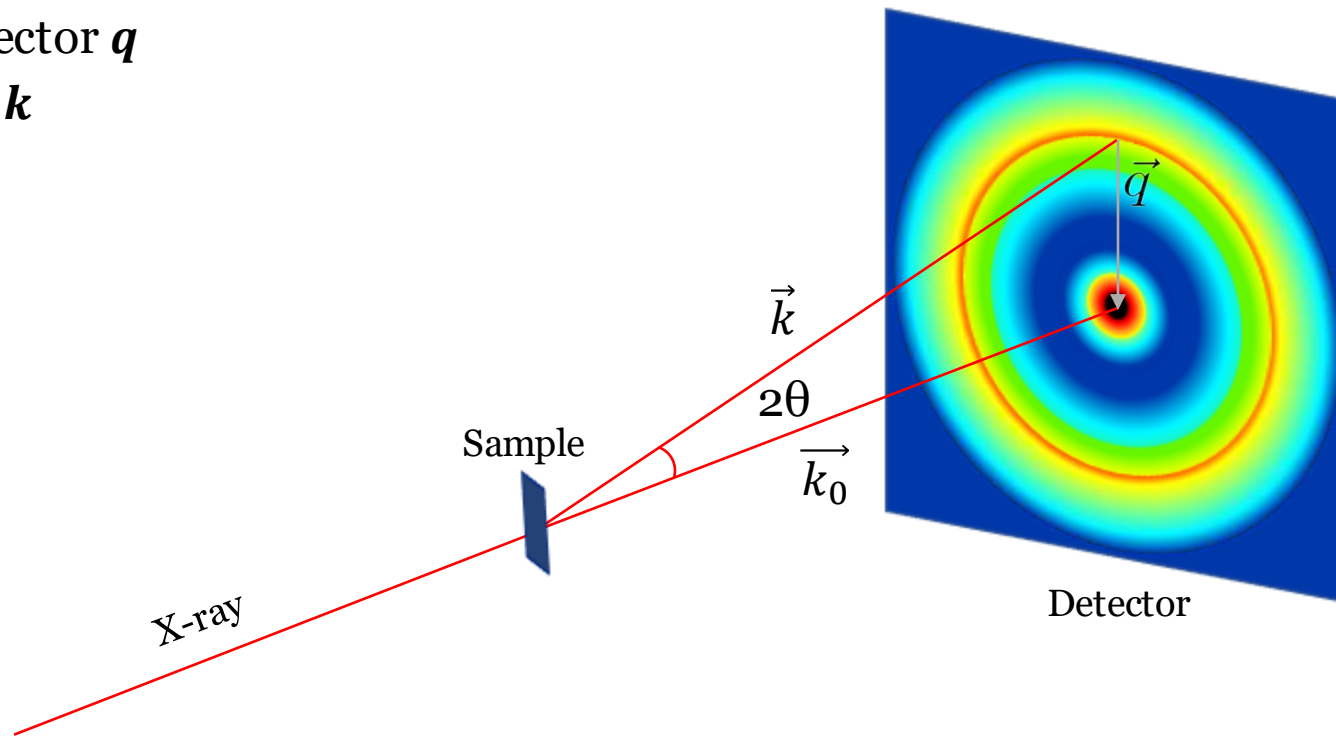 ector q
k
q⃗
k⃗
2θ
Sample
k₀⃗
X-ray
Detector